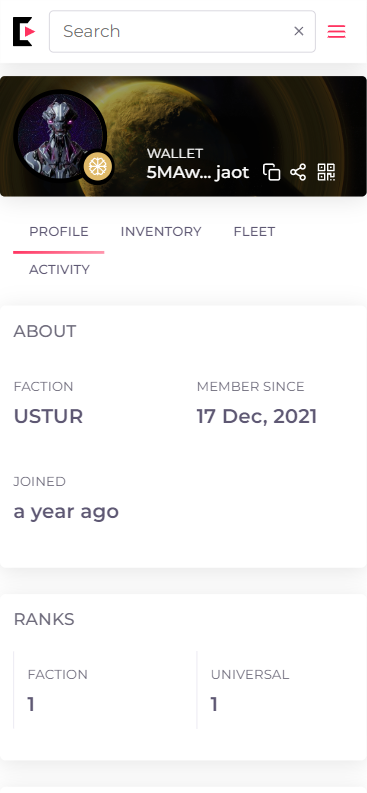 Search
WALLET
5MAw... jaot
PROFILE
INVENTORY
FLEET
ACTIVITY
ABOUT
FACTION
MEMBER SINCE
USTUR
17 Dec, 2021
JOINED
a year ago
RANKS
FACTION
UNIVERSAL
1
1